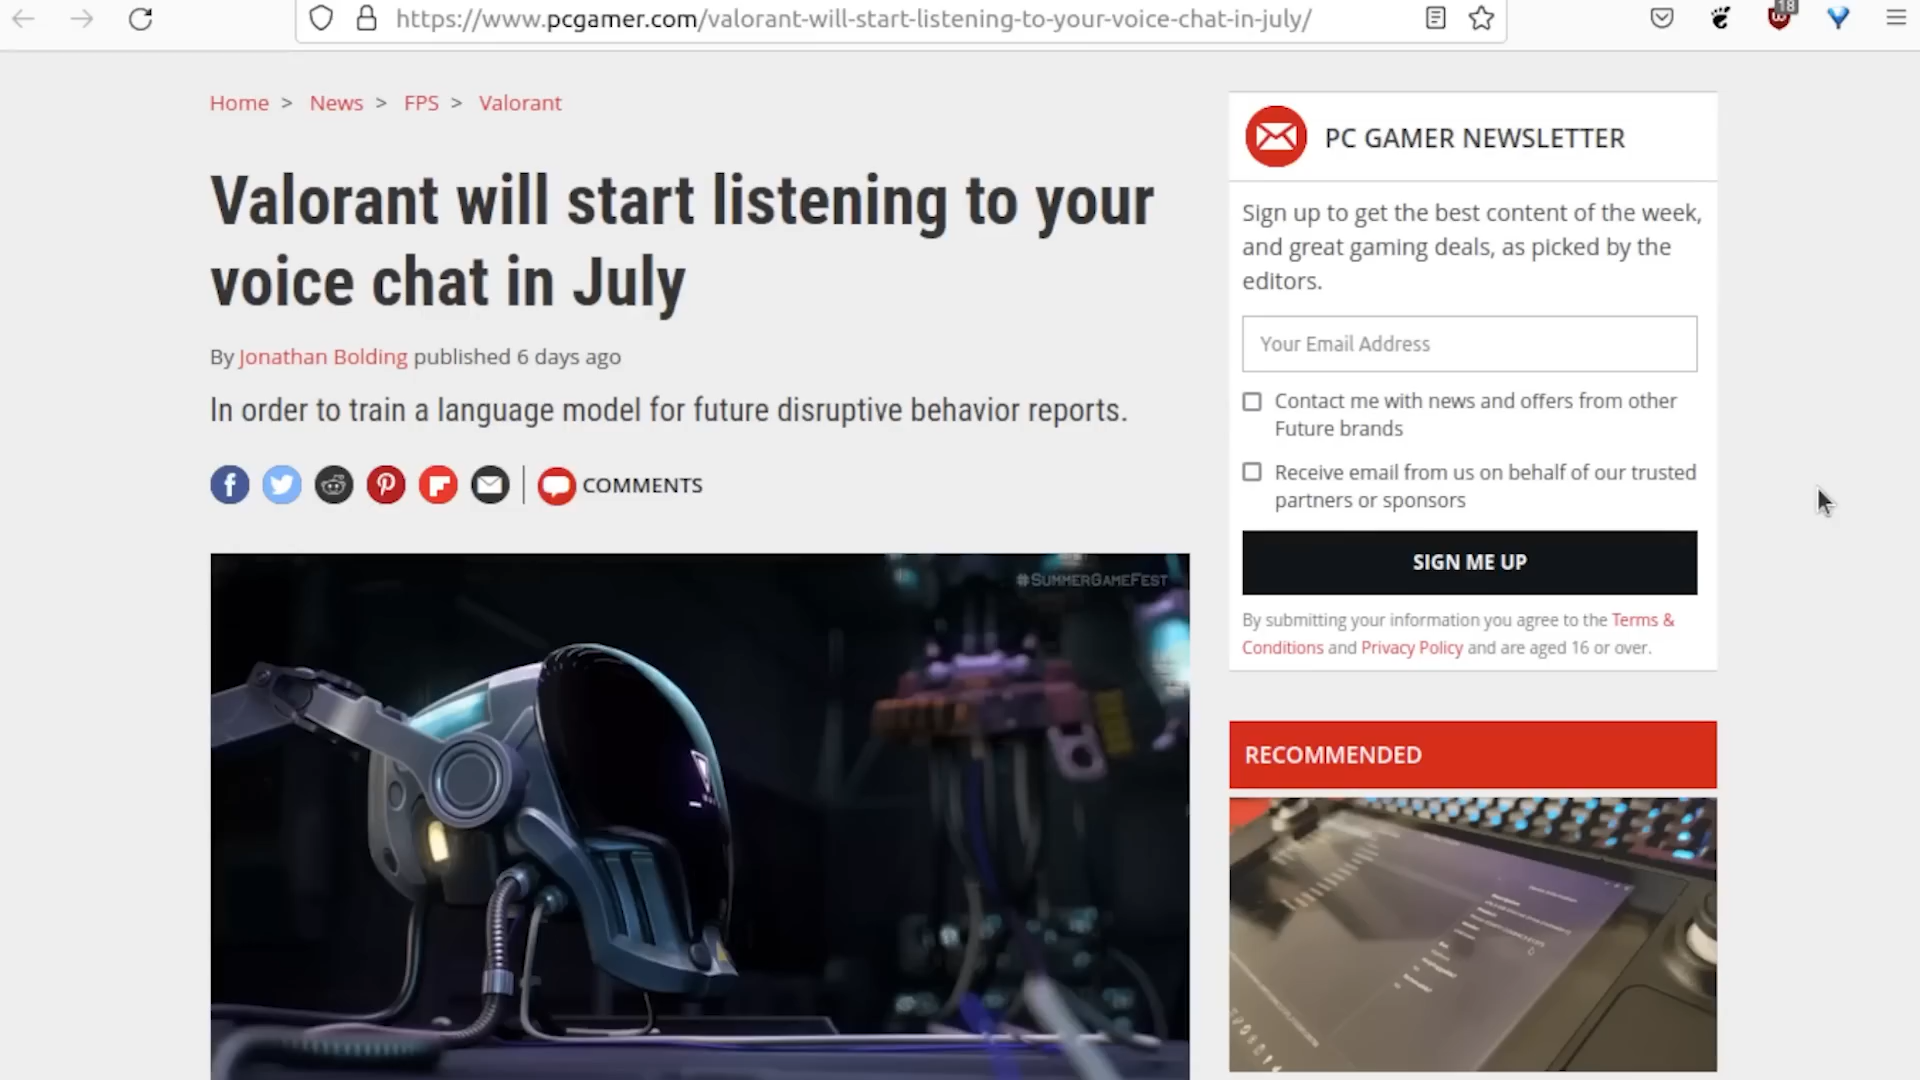 https://www.pcgamer.com/valorant-will-start-listening-to-your-voice-chat-in-july/
18
Home > News > FPS > Valorant
Valorant will start listening to your
voice chat in July
By Jonathan Bolding published 6 days ago
In order to train a language model for future disruptive behavior reports.
COMMENTS
#SUMMERGAMEFEST
PC GAMER NEWSLETTER
Sign up to get the best content of the week,
and great gaming deals, as picked by the
editors.
Your Email Address
Contact me with news and offers from other
Future brands
Receive email from us on behalf of our trusted
partners or sponsors
SIGN ME UP
By submitting your information you agree to the Terms &
Conditions and Privacy Policy and are aged 16 or over.
RECOMMENDED